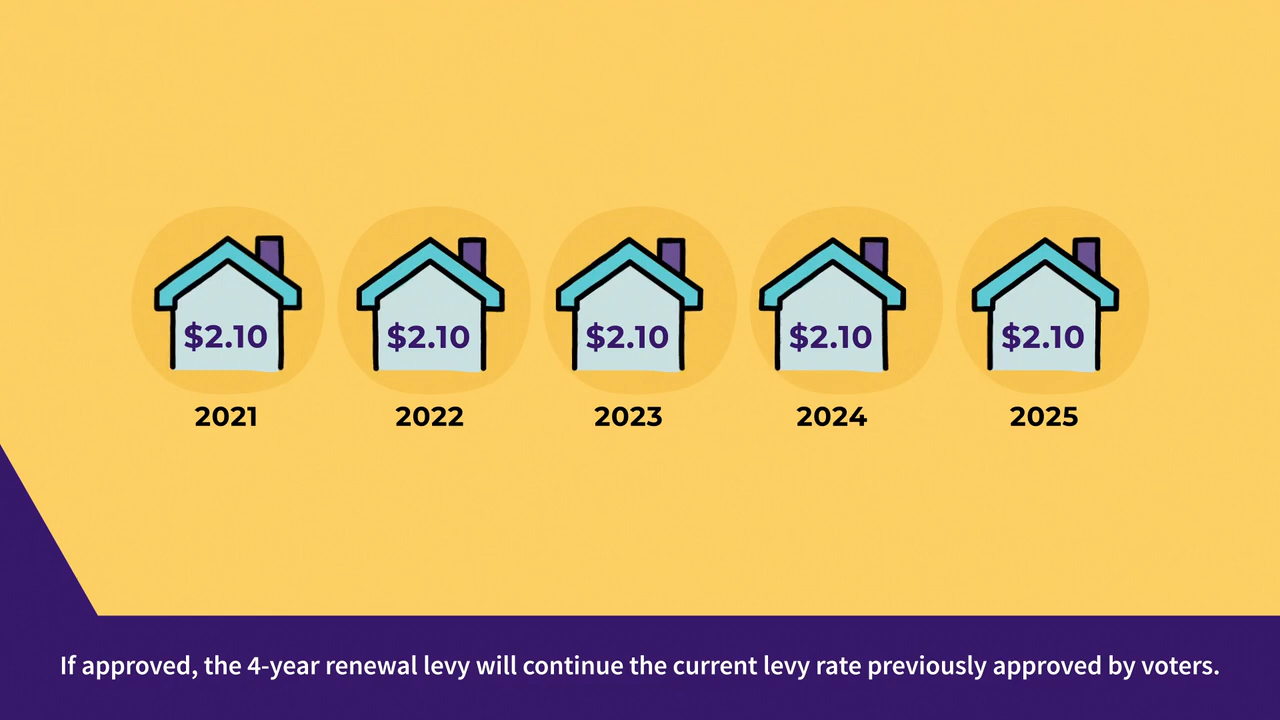 $2.10 $2.10 $2.10 $2.10 $2.10
2021 2022 2023 2024 2025
If approved, the 4-year renewal levy will continue the current levy rate previously approved by voters.